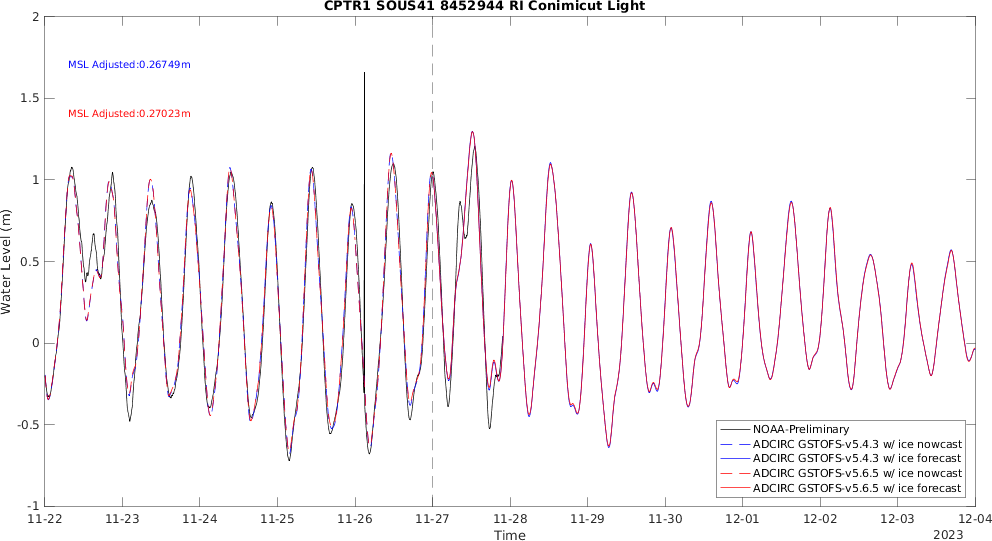 CPTR1 SOUS41 8452944 RI Conimicut Light
2
1.5
1
0.5
0
-0.5
-1
Water Level (m)
MSL Adjusted:0.26749m
MSL Adjusted:0.27023m
NOAA-Preliminary
ADCIRC GSTOFS-v5.4.3 w/ ice nowcast
ADCIRC GSTOFS-v5.4.3 w/ ice forecast
ADCIRC GSTOFS-v5.6.5 w/ ice nowcast
ADCIRC GSTOFS-v5.6.5 w/ ice forecast
11-22 11-23 11-24 11-25 11-26 11-27 11-28 11-29 11-30 12-01 12-02 12-03 12-04
Time
2023